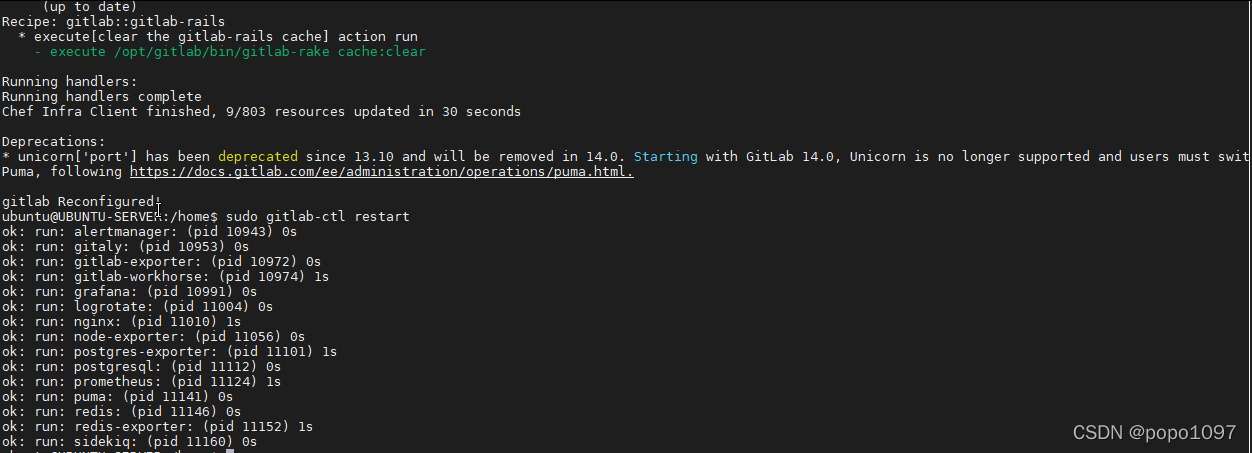 (up to date)
Recipe: gitlab::gitlab-rails
* execute[clear the gitlab-rails cache] action run
- execute /opt/gitlab/bin/gitlab-rake cache:clear
Running handlers:
Running handlers complete
Chef Infra Client finished, 9/803 resources updated in 30 seconds
Deprecations:
* unicorn['port'] has been deprecated since 13.10 and will be removed in 14.0. Starting with GitLab 14.0, Unicorn is no longer supported and users must swit
Puma, following https://docs.gitlab.com/ee/administration/operations/puma.html.
gitlab Reconfigured!
ubuntu@UBUNTU-SERVER:/home$ sudo gitlab-ctl restart
ok: run: alertmanager: (pid 10943) 0s
ok: run: gitaly: (pid 10953) 0s
ok: run: gitlab-exporter: (pid 10972) 0s
ok: run: gitlab-workhorse: (pid 10974) 1s
ok: run: grafana: (pid 10991) 0s
ok: run: logrotate: (pid 11004) 0s
ok: run: nginx: (pid 11010) 1s
ok: run: node-exporter: (pid 11056) 0s
ok: run: postgres-exporter: (pid 11101) 1s
ok: run: postgresql: (pid 11112) 0s
ok: run: prometheus: (pid 11124) 1s
ok: run: puma: (pid 11141) 0s
ok: run: redis: (pid 11146) 0s
ok: run: redis-exporter: (pid 11152) 1s
ok: run: sidekiq: (pid 11160) 0s
CSDN @popo1097